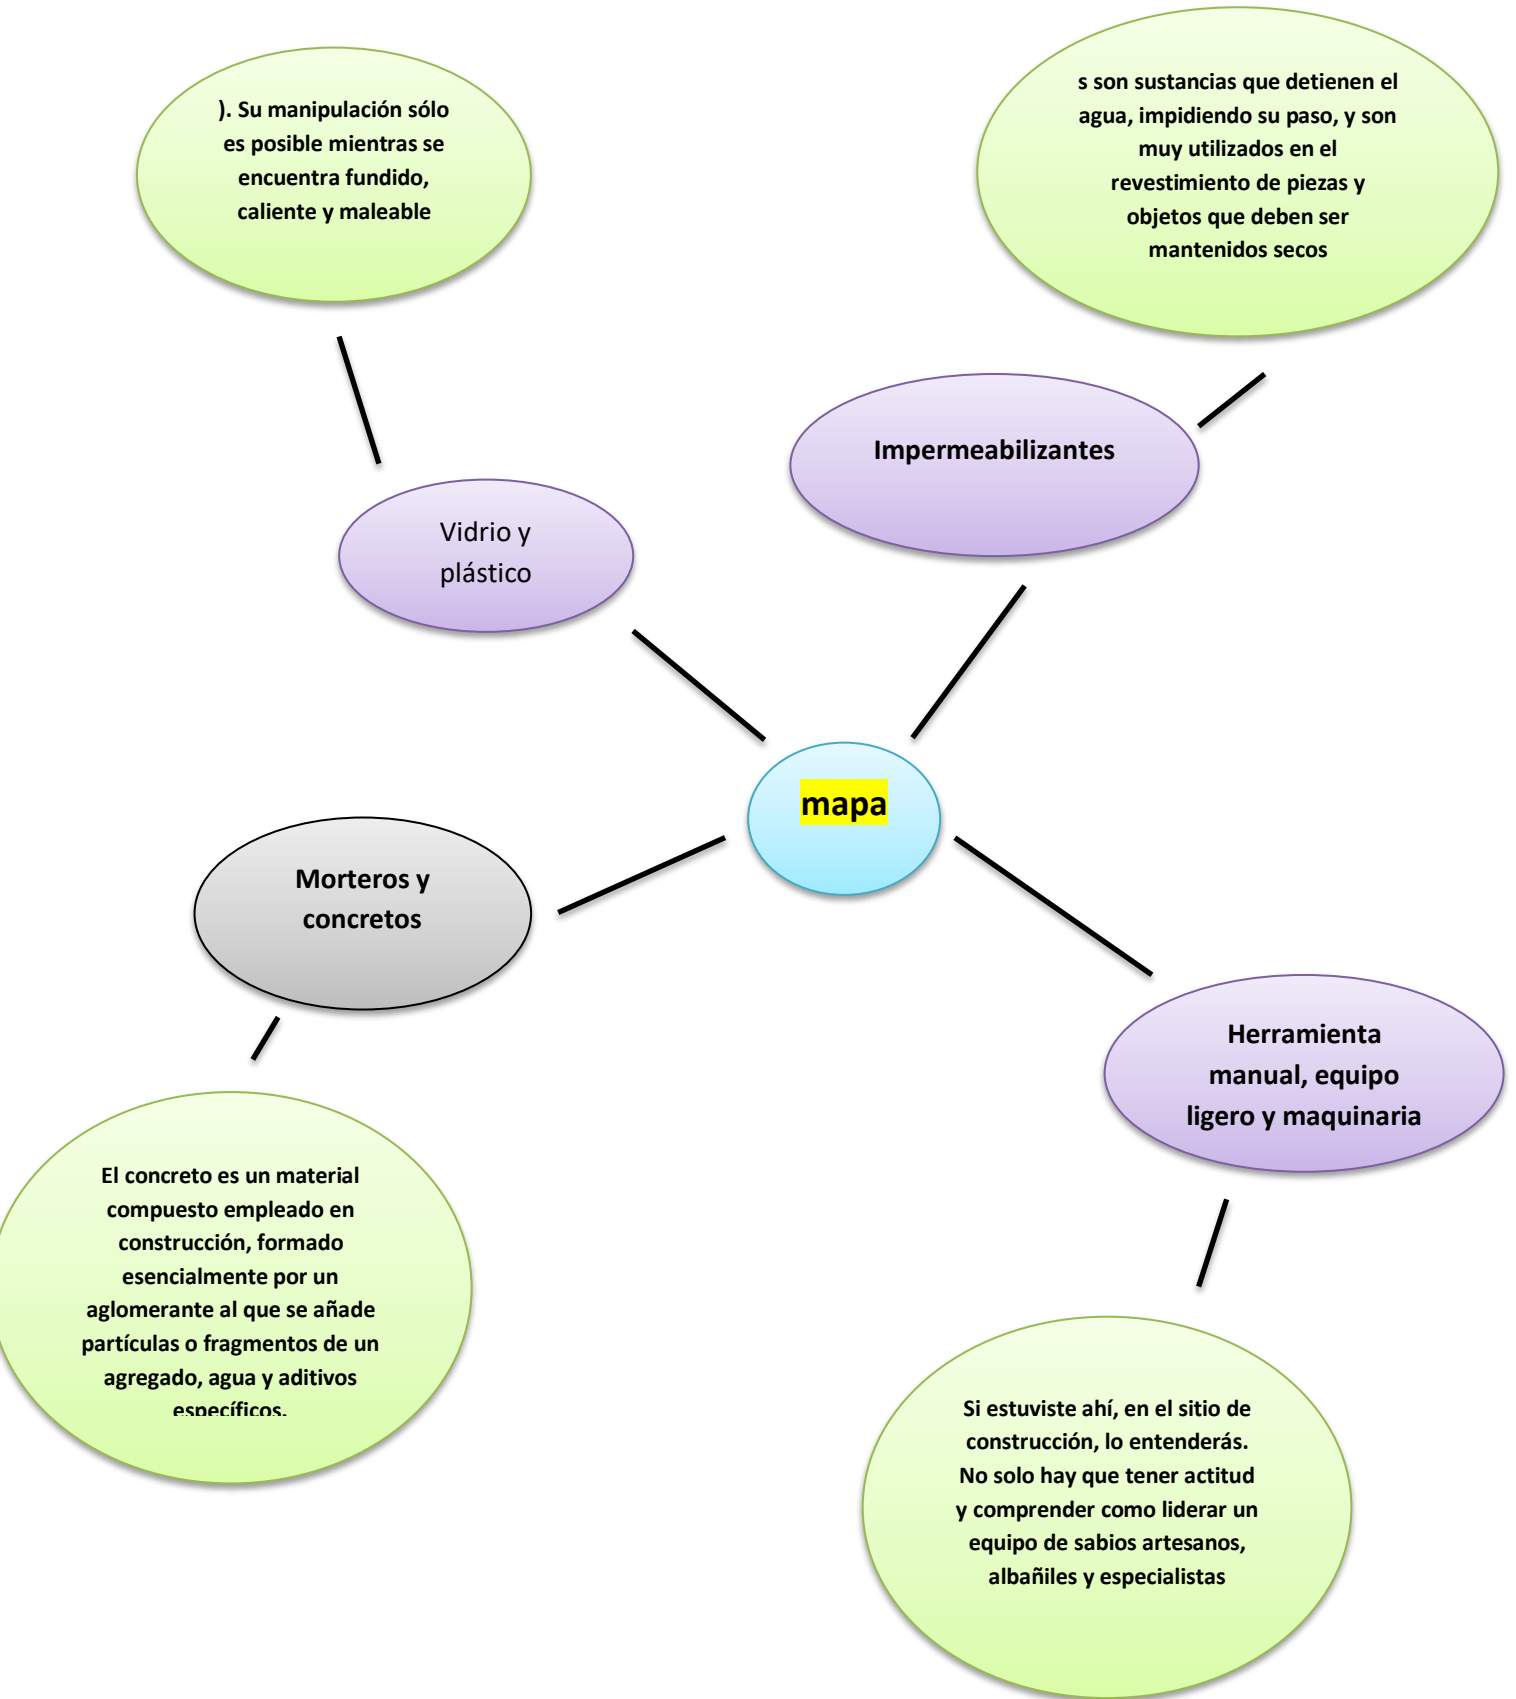 ). Su manipulación sólo
es posible mientras se
encuentra fundido,
caliente y maleable
s son sustancias que detienen el
agua, impidiendo su paso, y son
muy utilizados en el
revestimiento de piezas y
objetos que deben ser
mantenidos secos
Impermeabilizantes
Vidrio y
plástico
mapa
Morteros y
concretos
Herramienta
manual, equipo
ligero y maquinaria
El concreto es un material
compuesto empleado en
construcción, formado
esencialmente por un
aglomerante al que se añade
partículas o fragmentos de un
agregado, agua y aditivos
específicos.
Si estuviste ahí, en el sitio de
construcción, lo entenderás.
No solo hay que tener actitud
y comprender como liderar un
equipo de sabios artesanos,
albañiles y especialistas